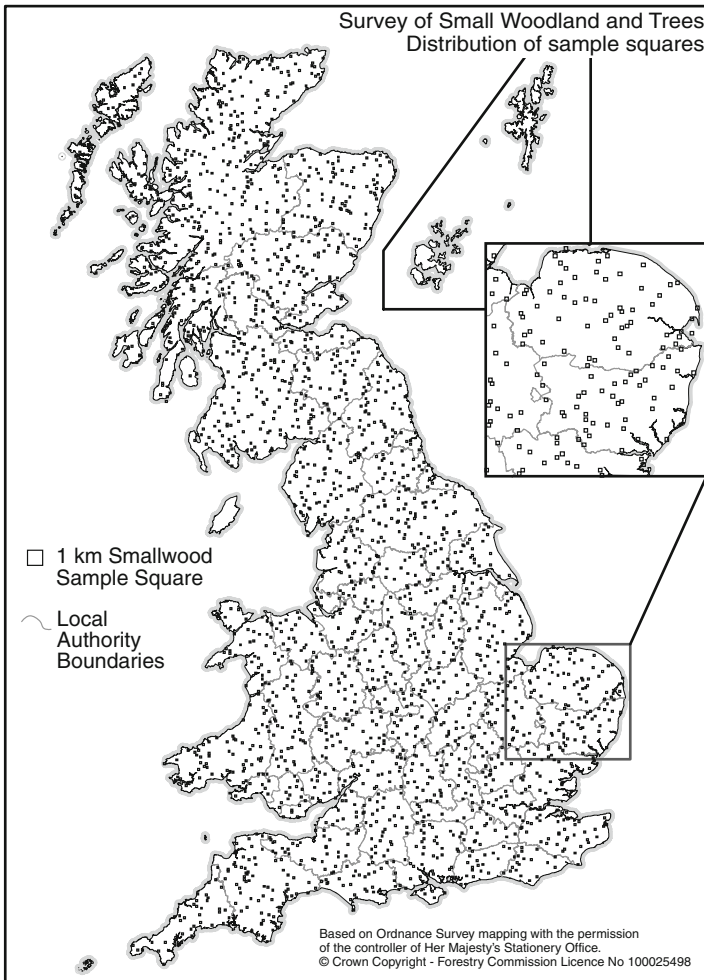 Survey of Small Woodland and Trees
Distribution of sample squares
1 km Smallwood
Sample Square
Local
Authority
Boundaries
Based on Ordnance Survey mapping with the permission
of the controller of Her Majesty's Stationery Office.
© Crown Copyright - Forestry Commission Licence No 100025498